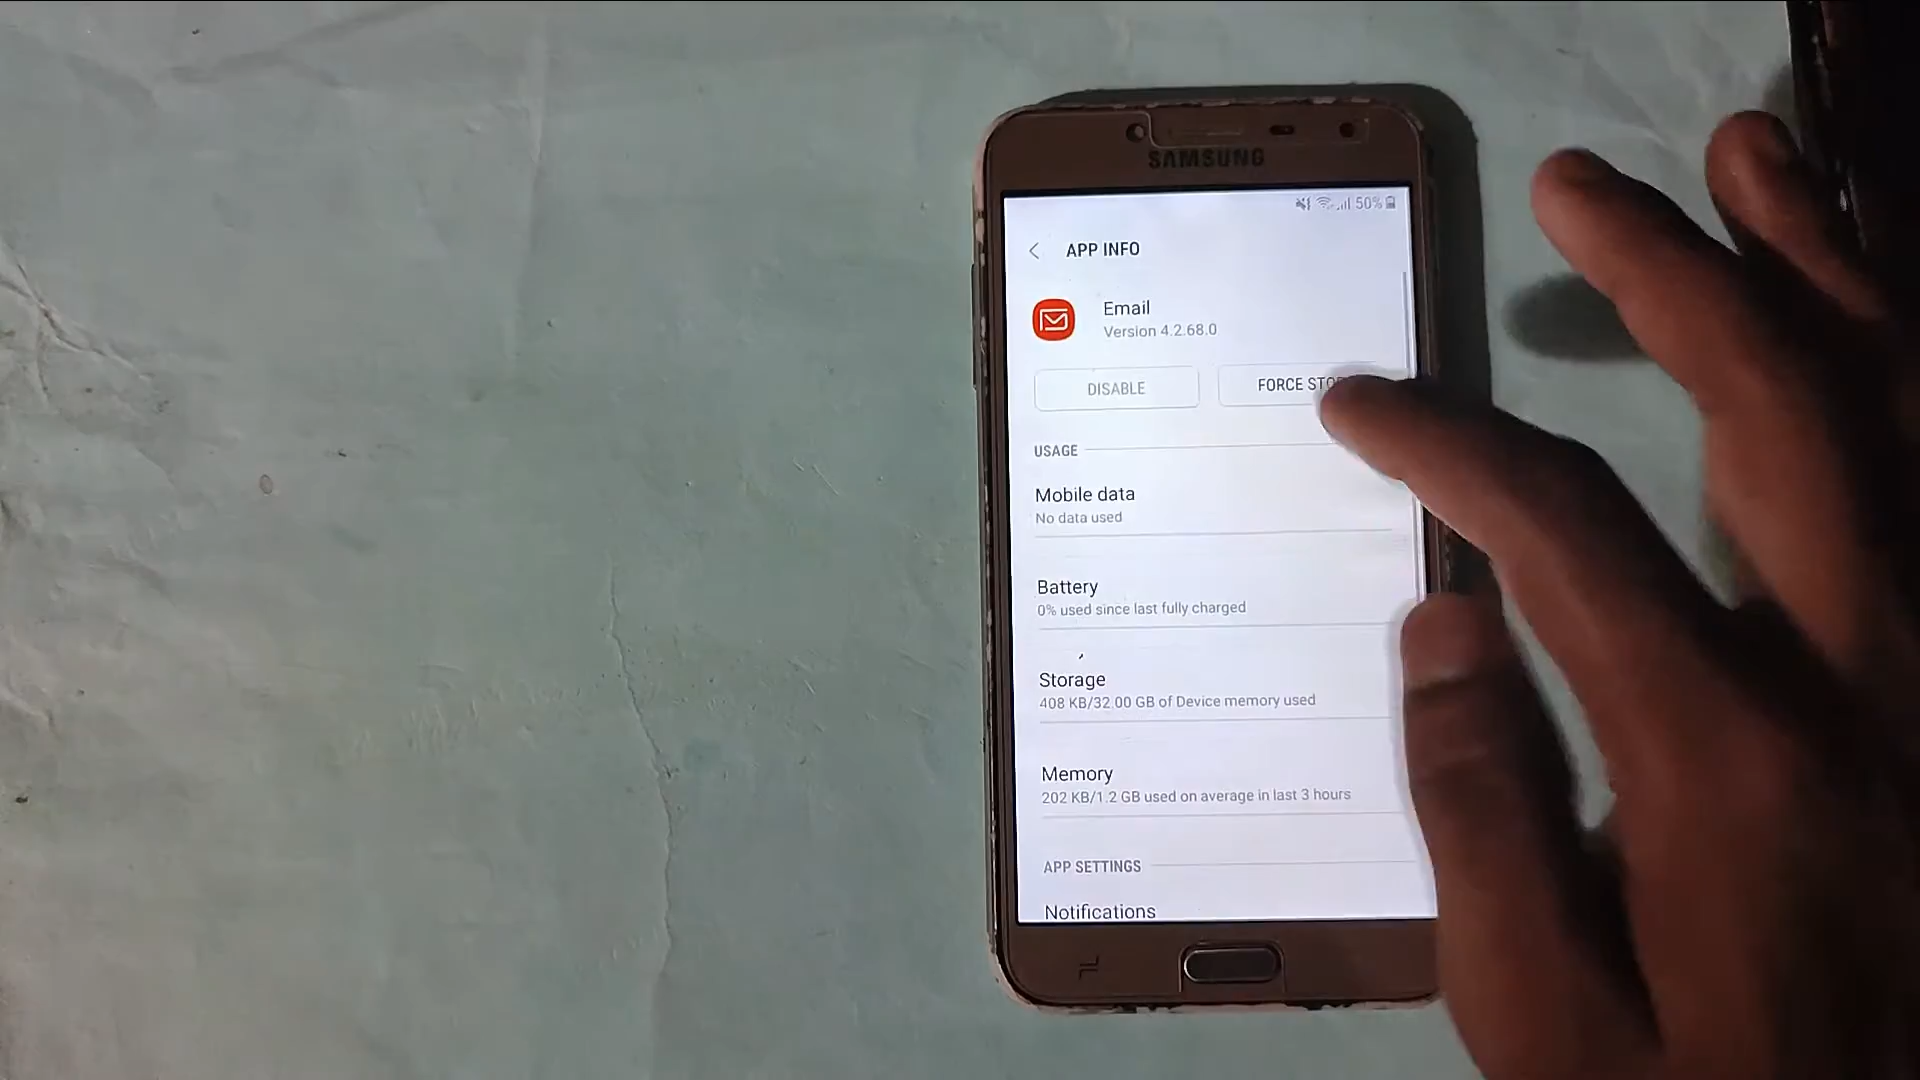 SAMSUNG
50%
APP INFO
Email
Version 4.2.68.0
DISABLE
FORCE STOP
USAGE
Mobile data
No data used
Battery
0% used since last fully charged
Storage
408 KB/32.00 GB of Device memory used
Memory
202 KB/1.2 GB used on average in last 3 hours
APP SETTINGS
Notifications